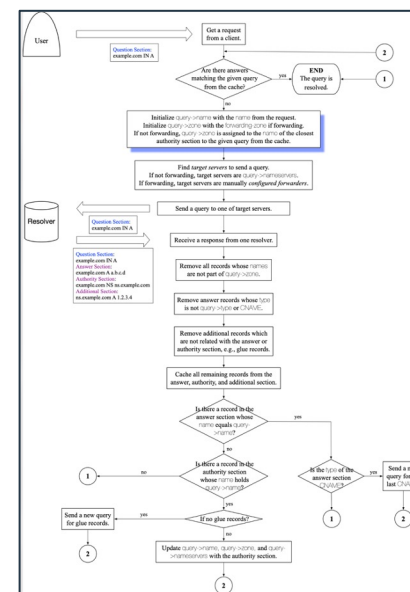 User
Question Section:
example.com IN A
Get a request
from a client.
2
Are there answers
matching the given query
from the cache?
yes
END
The query is
resolved.
1
no
Initialize query->name with the name from the request.
Initialize query->zone with the forwarding zone if forwarding.
If not forwarding, query->zone is assigned to the name of the closest
authority section to the given query from the cache.
Find target servers to send a query.
If not forwarding, target servers are query->nameservers.
If forwarding, target servers are manually configured forwarders.
Resolver
Question Section:
example.com IN A
Send a query to one of target servers.
Question Section:
example.com IN A
Answer Section:
example.com A a.b.c.d
Authority Section:
example.com NS ns.example.com
Additional Section:
ns.example.com A 1.2.3.4
Receive a response from one resolver.
Remove all records whose names
are not part of query->zone.
Remove answer records whose type
is not query->type or CNAME.
Remove additional records which
are not related with the answer or
authority section, e.g., glue records.
Cache all remaining records from the
answer, authority, and additional section.
Is there a record in the
answer section whose
name equals query-
>name?
yes
no
1
no
Is there a record in the
authority section
whose name holds
query->name?
Is the type of the
answer section
CNAME?
yes
Send a n
query for
last CNA
yes
1
2
Send a new query
for glue records.
yes
If no glue records?
no
2
Update query->name, query->zone, and query-
>nameservers with the authority section.
2